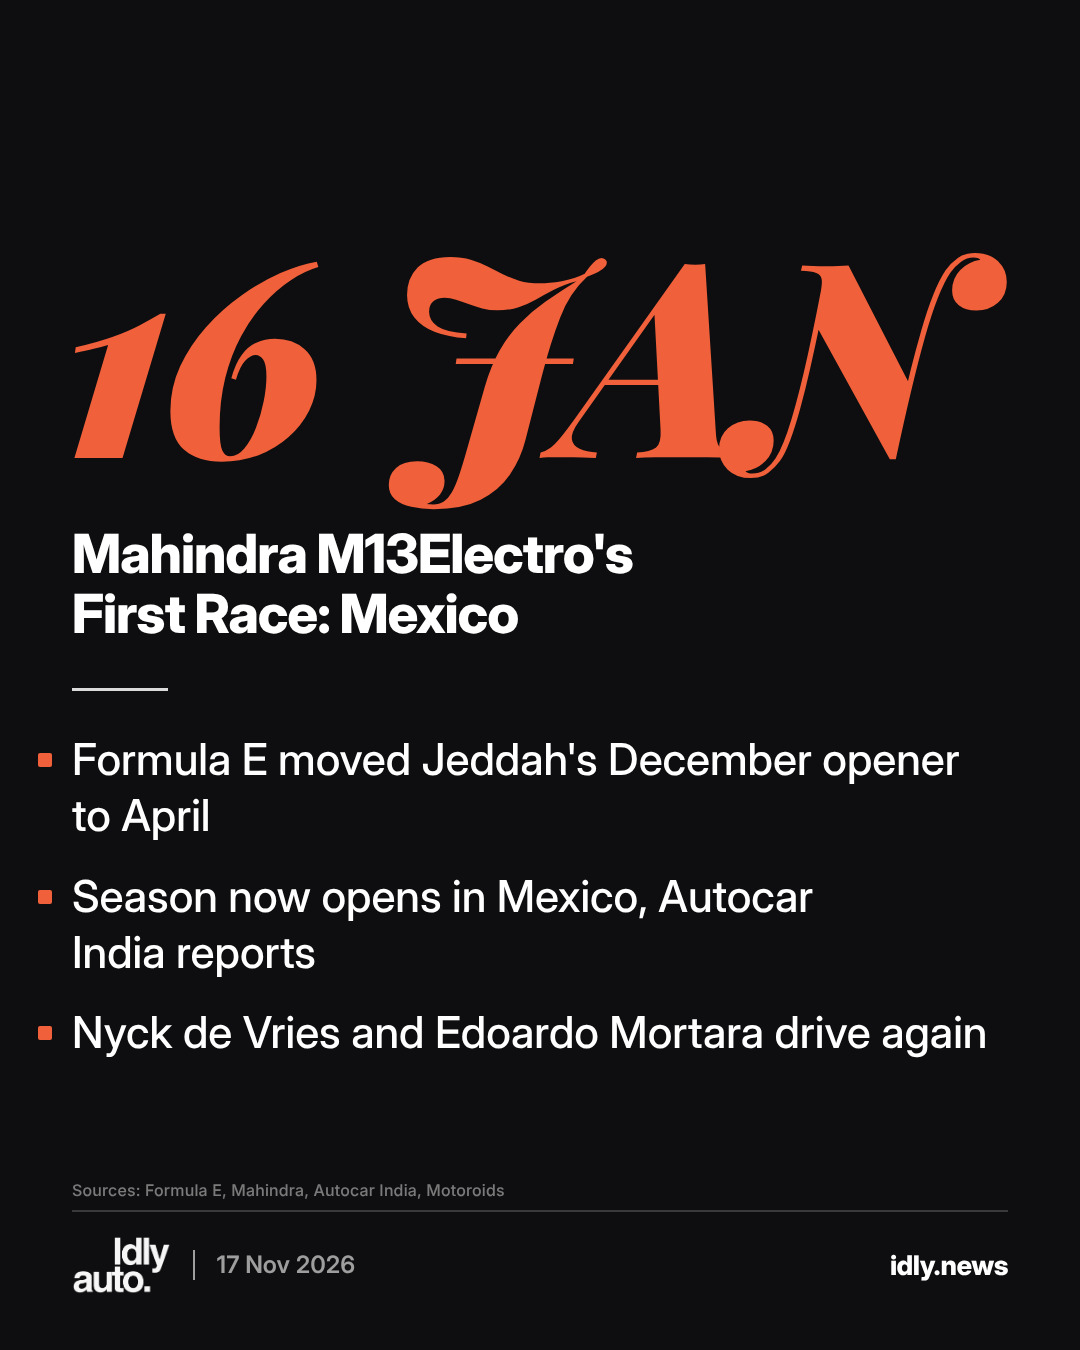 16 JAN
Mahindra M13Electro's
First Race: Mexico
Formula E moved Jeddah's December opener
to April
Season now opens in Mexico, Autocar
India reports
Nyck de Vries and Edoardo Mortara drive again
Sources: Formula E, Mahindra, Autocar India, Motoroids
Idly
auto.
17 Nov 2026
idly.news